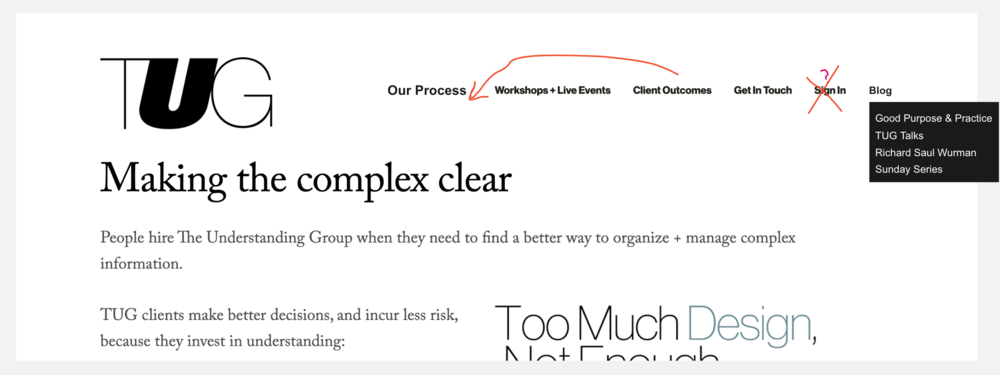 TUG
Our Process Workshops + Live Events Client Outcomes Get In Touch Sign In Blog
?
Good Purpose & Practice
TUG Talks
Richard Saul Wurman
Sunday Series
Making the complex clear
People hire The Understanding Group when they need to find a better way to organize + manage complex
information.
TUG clients make better decisions, and incur less risk,
because they invest in understanding:
Too Much Design,
Not Enough